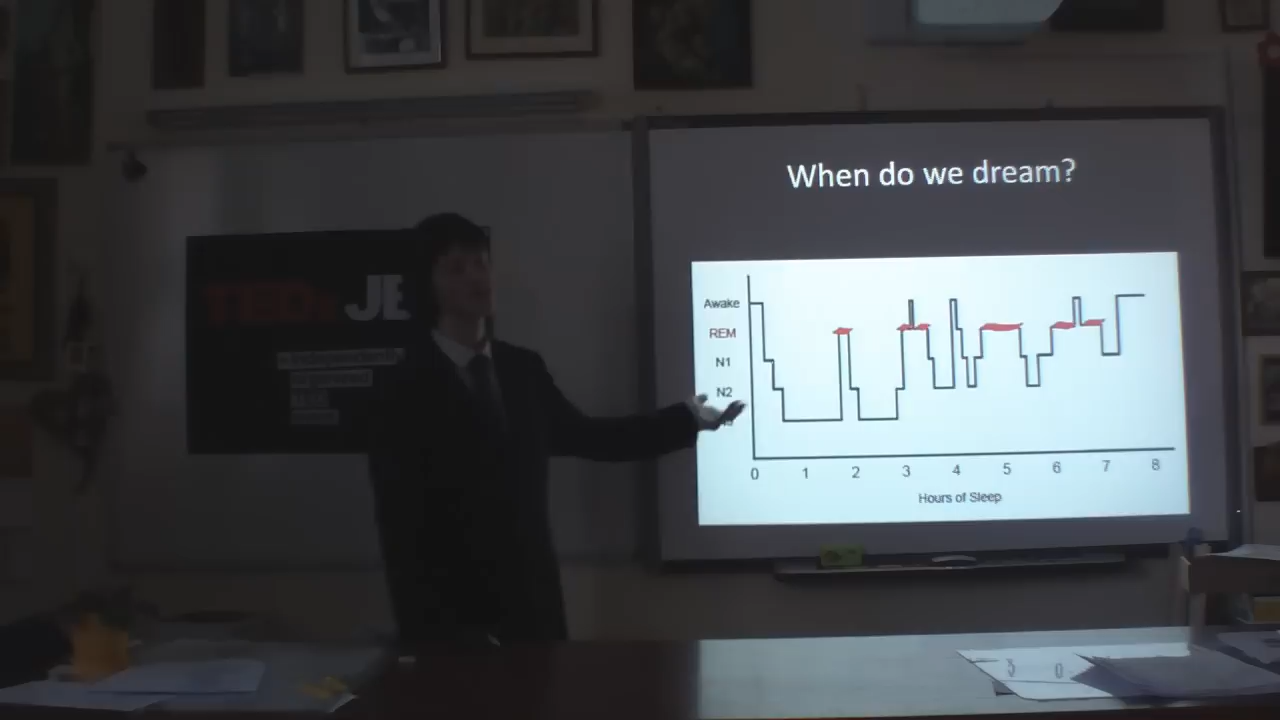 When do we dream?
Awake
REM
N1
N2
0 1 2 3 4 5 6 7 8
Hours of Sleep
TEDx JE